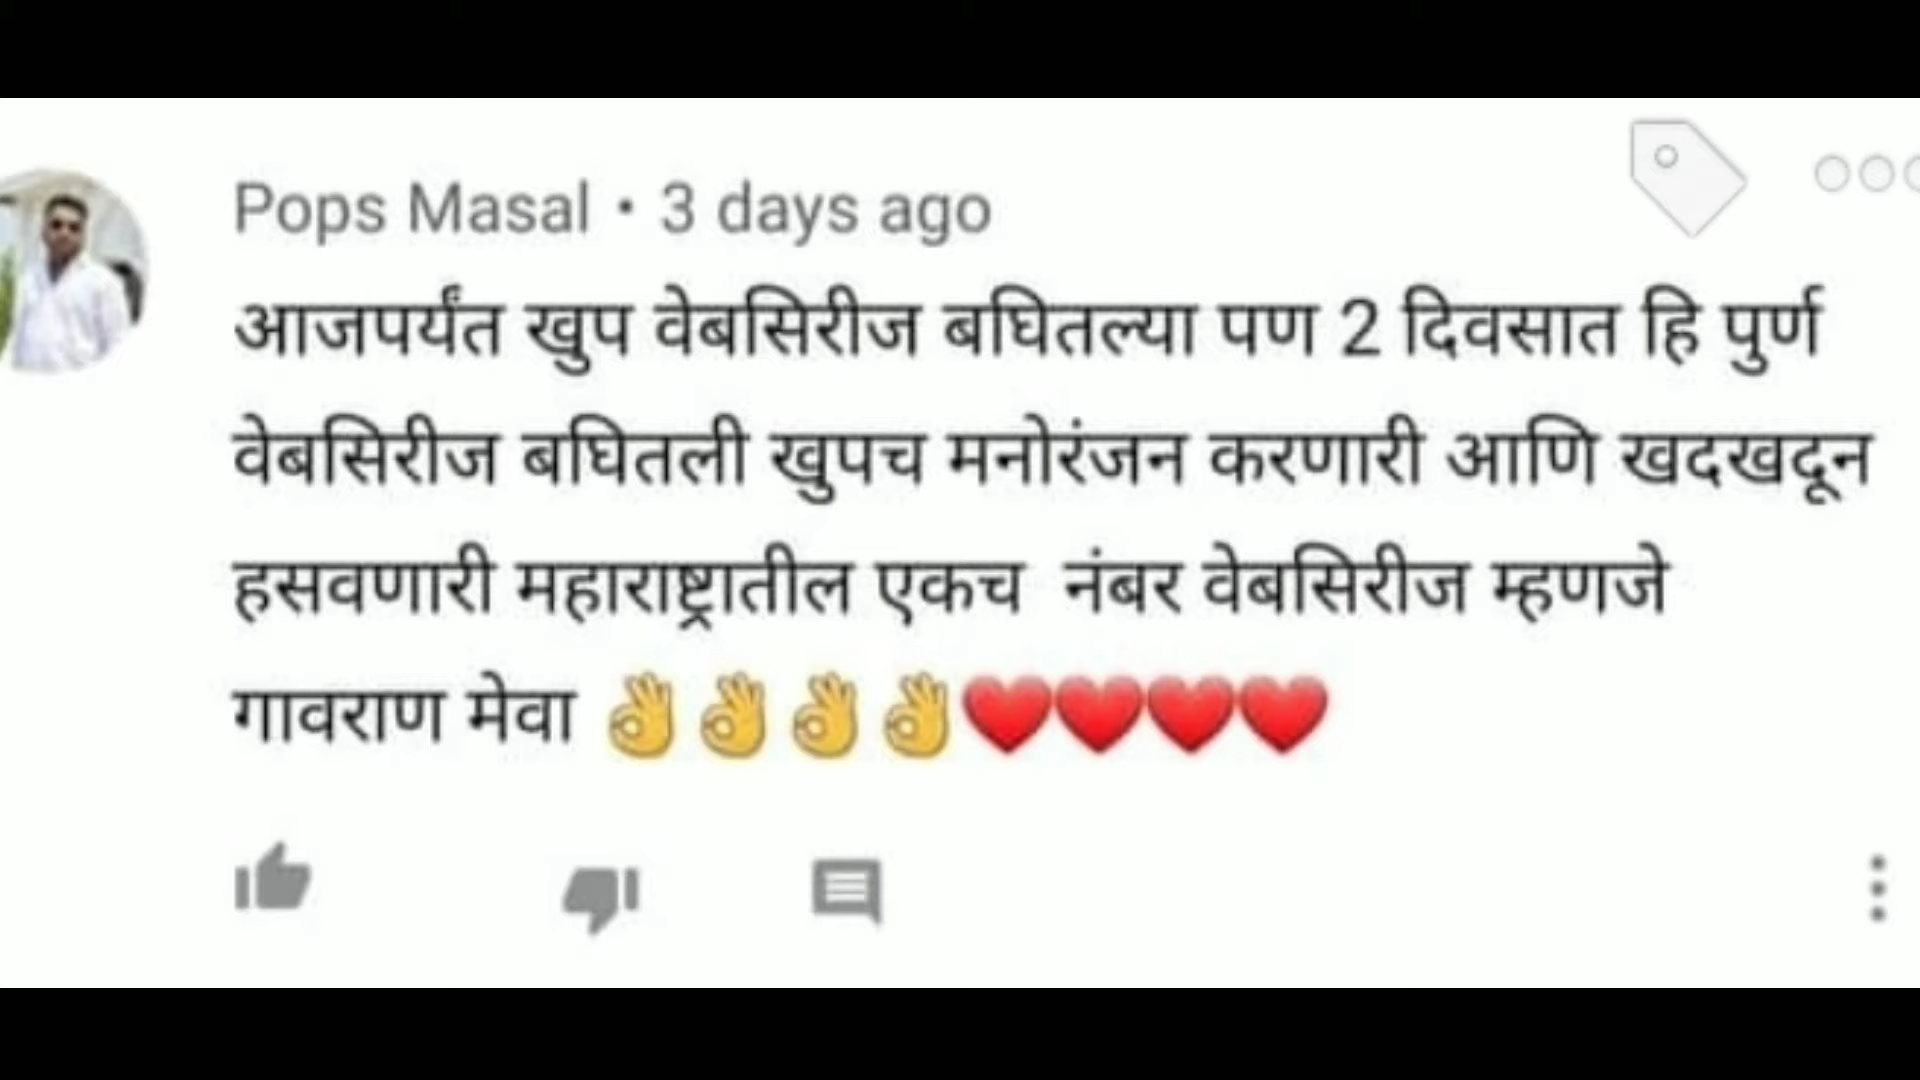 Pops Masal • 3 days ago
आजपर्यंत खुप वेबसिरीज बघितल्या पण 2 दिवसात हि पुर्ण
वेबसिरीज बघितली खुपच मनोरंजन करणारी आणि खदखदून
हसवणारी महाराष्ट्रातील एकच नंबर वेबसिरीज म्हणजे
गावराण मेवा 👌👌👌👌❤️❤️❤️❤️